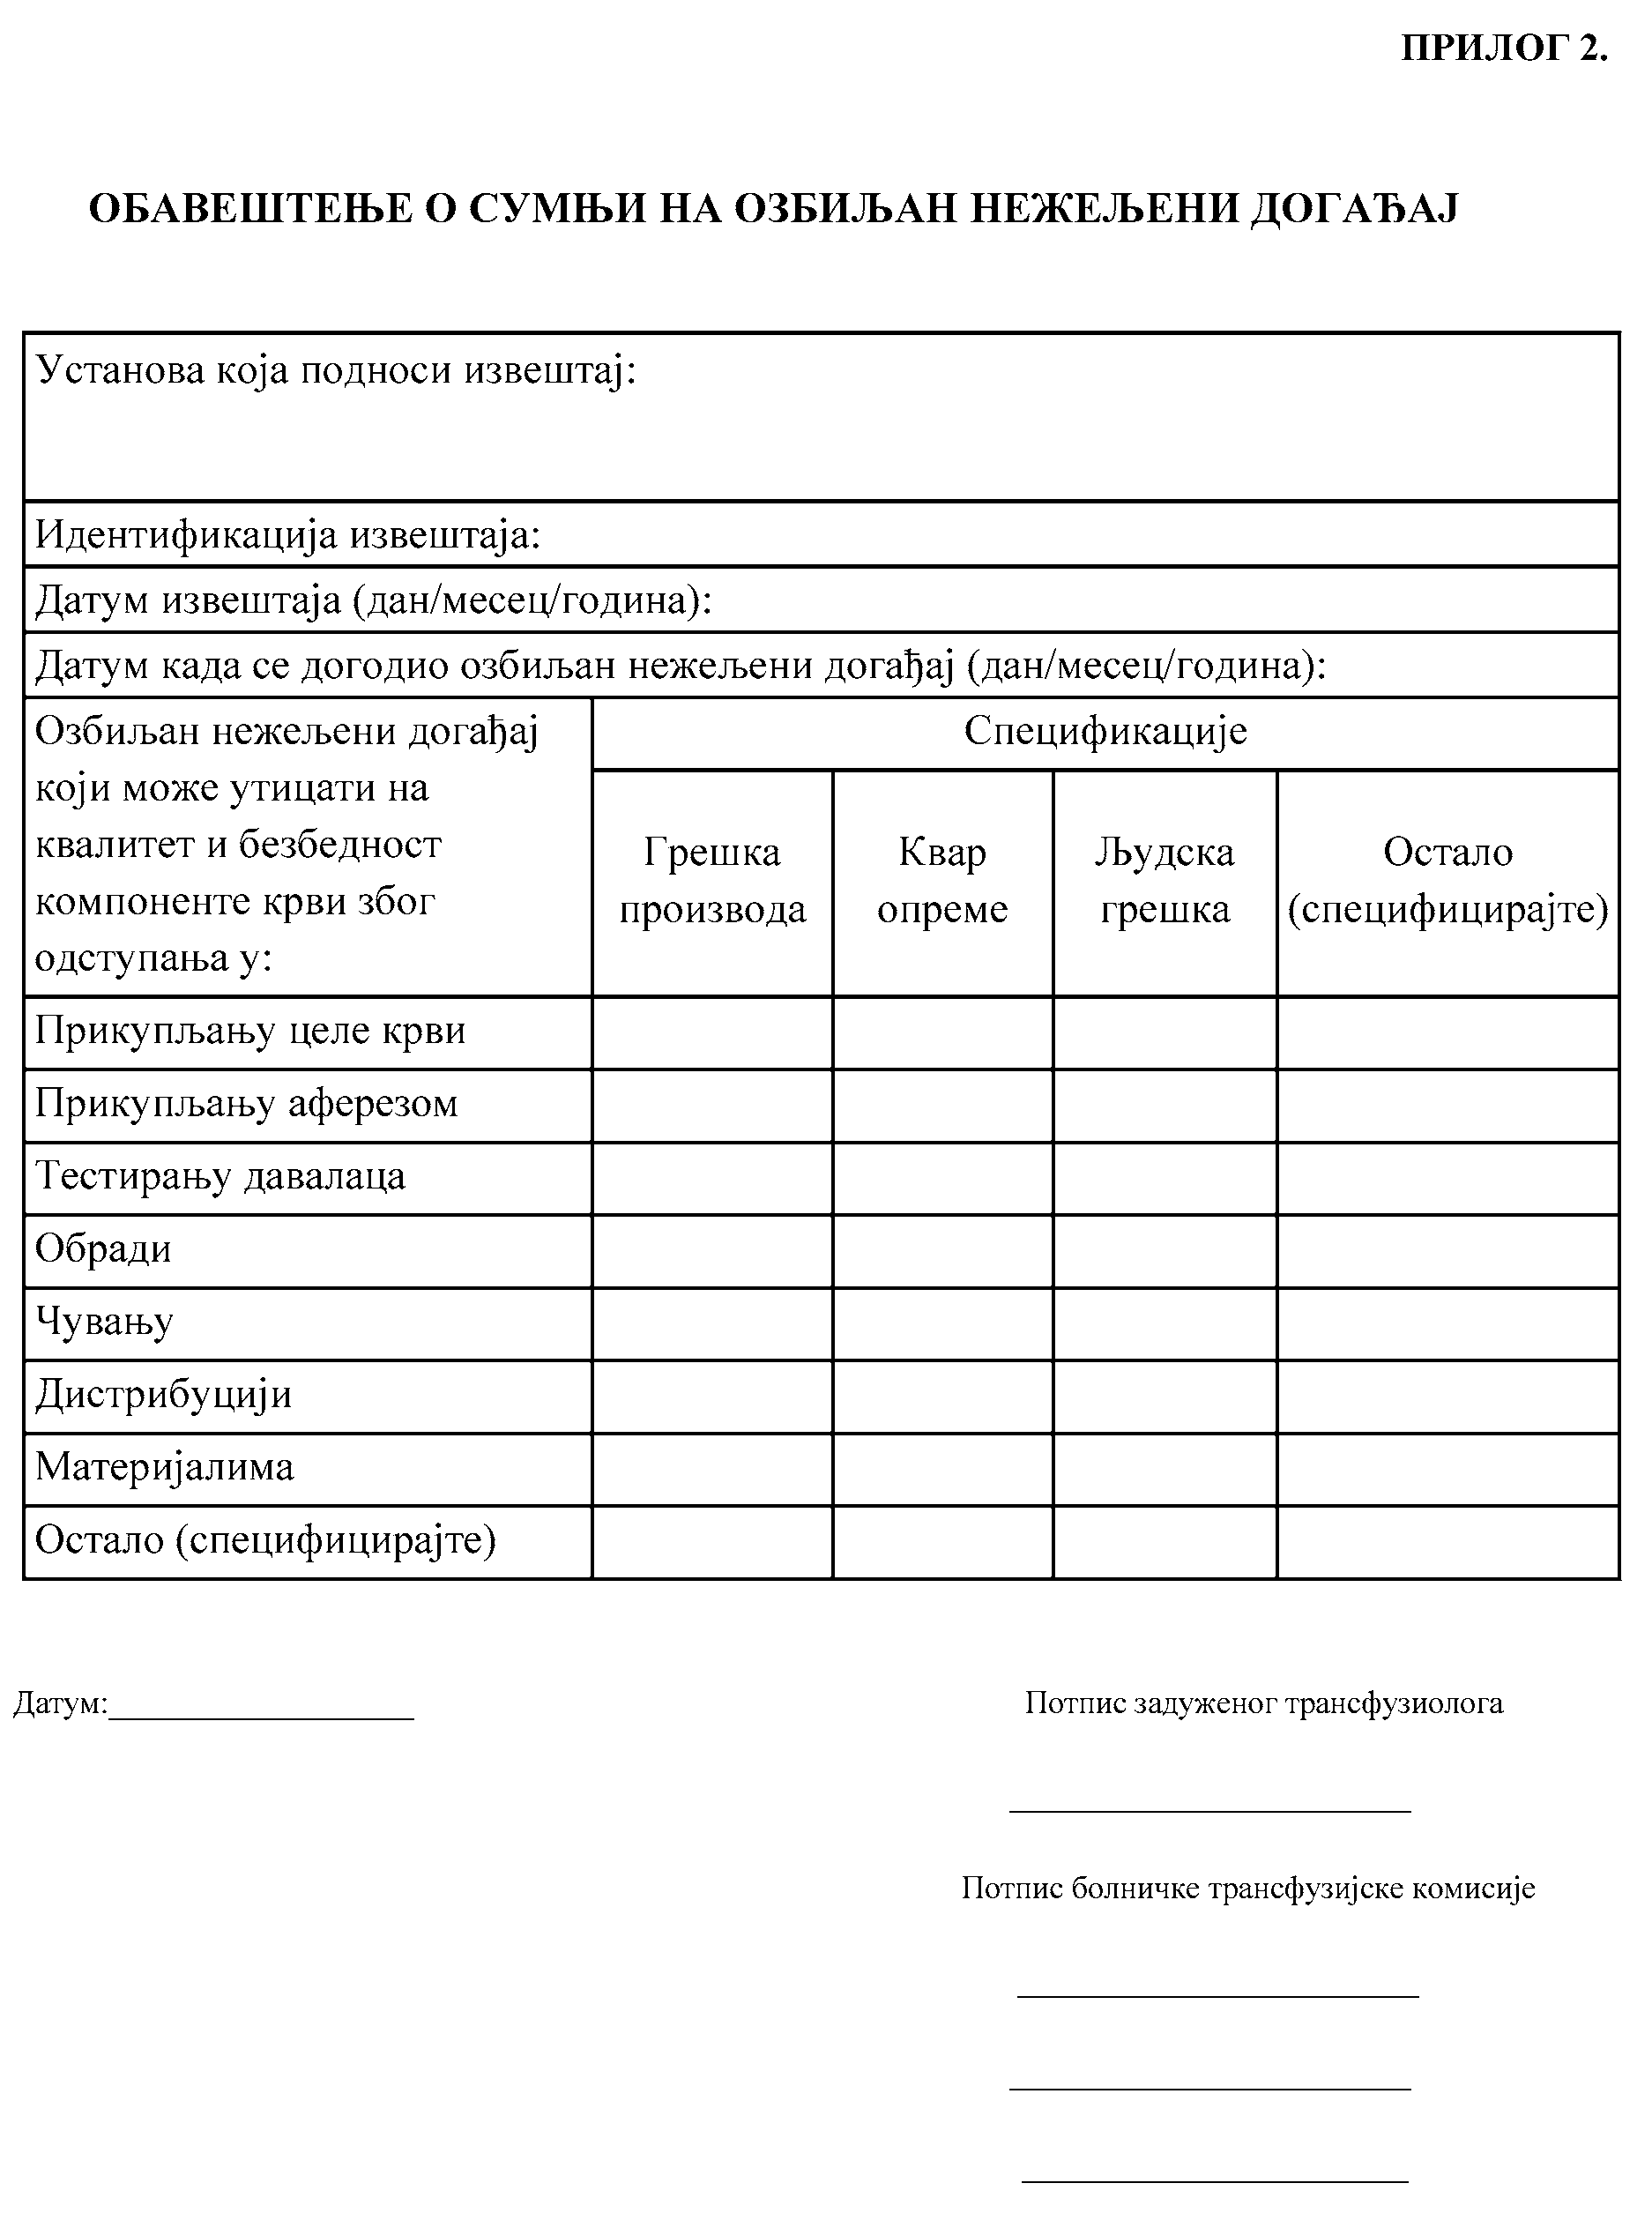 ПРИЛОГ 2.
ОБАВЕШТЕЊЕ О СУМЊИ НА ОЗБИЉАН НЕЖЕЉЕНИ ДОГАЂАЈ
Установа која подноси извештај:
Идентификација извештаја:
Датум извештаја (дан/месец/година):
Датум када се догодио озбиљан нежељени догађај (дан/месец/година):
Озбиљан нежељени догађај
који може утицати на
квалитет и безбедност
компоненте крви због
одступања у:
Спецификације
Грешка
производа
Квар
опреме
Људска
грешка
Остало
(специфицирајте)
Прикупљању целе крви
Прикупљању аферезом
Тестирању давалаца
Обради
Чувању
Дистрибуцији
Материјалима
Остало (специфицирајте)
Датум:___________________
Потпис задуженог трансфузиолога
Потпис болничке трансфузијске комисије